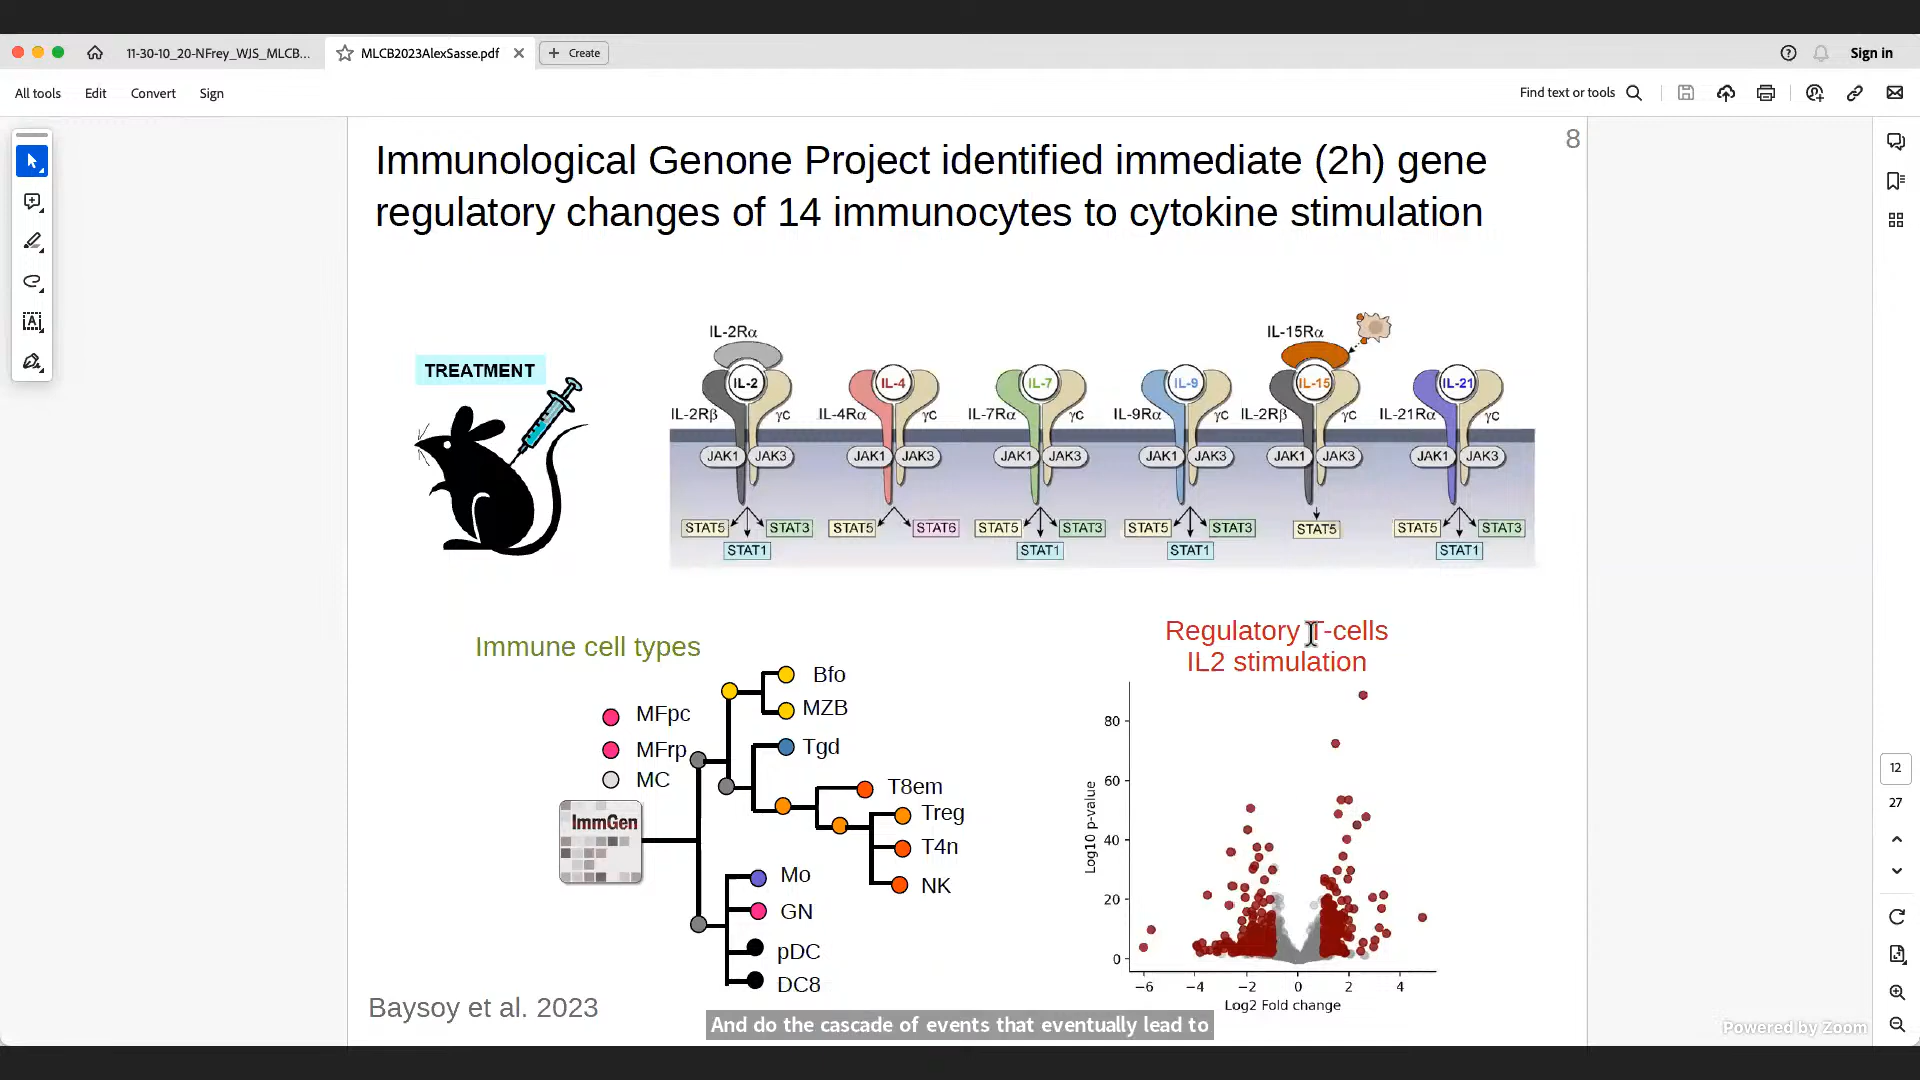 11-30-10_20-NFrey_WJS_MLCB...
MLCB2023AlexSasse.pdf
Create
Sign in
All tools
Edit
Convert
Sign
Find text or tools
8
Immunological Genone Project identified immediate (2h) gene
regulatory changes of 14 immunocytes to cytokine stimulation
TREATMENT
IL-2Rα
IL-15Rα
IL-2
IL-4
IL-7
IL-9
IL-15
IL-21
IL-2Rβ
γc
IL-4Rα
γc
IL-7Rα
γc
IL-9Rα
γc
IL-2Rβ
γc
IL-21Rα
γc
JAK1 JAK3
JAK1 JAK3
JAK1 JAK3
JAK1 JAK3
JAK1 JAK3
JAK1 JAK3
STAT5 STAT3
STAT5 STAT6
STAT5 STAT3
STAT5 STAT3
STAT5
STAT5 STAT3
STAT1
STAT1
STAT1
STAT1
Immune cell types
MFpc
MFrp
MC
ImmGen
Bfo
MZB
Tgd
T8em
Treg
T4n
NK
Mo
GN
pDC
DC8
Regulatory T-cells
IL2 stimulation
Log10 p-value
80
60
40
20
0
−6 −4 −2 0 2 4
Log2 Fold change
Baysoy et al. 2023
And do the cascade of events that eventually lead to
12
27
Powered by Zoom